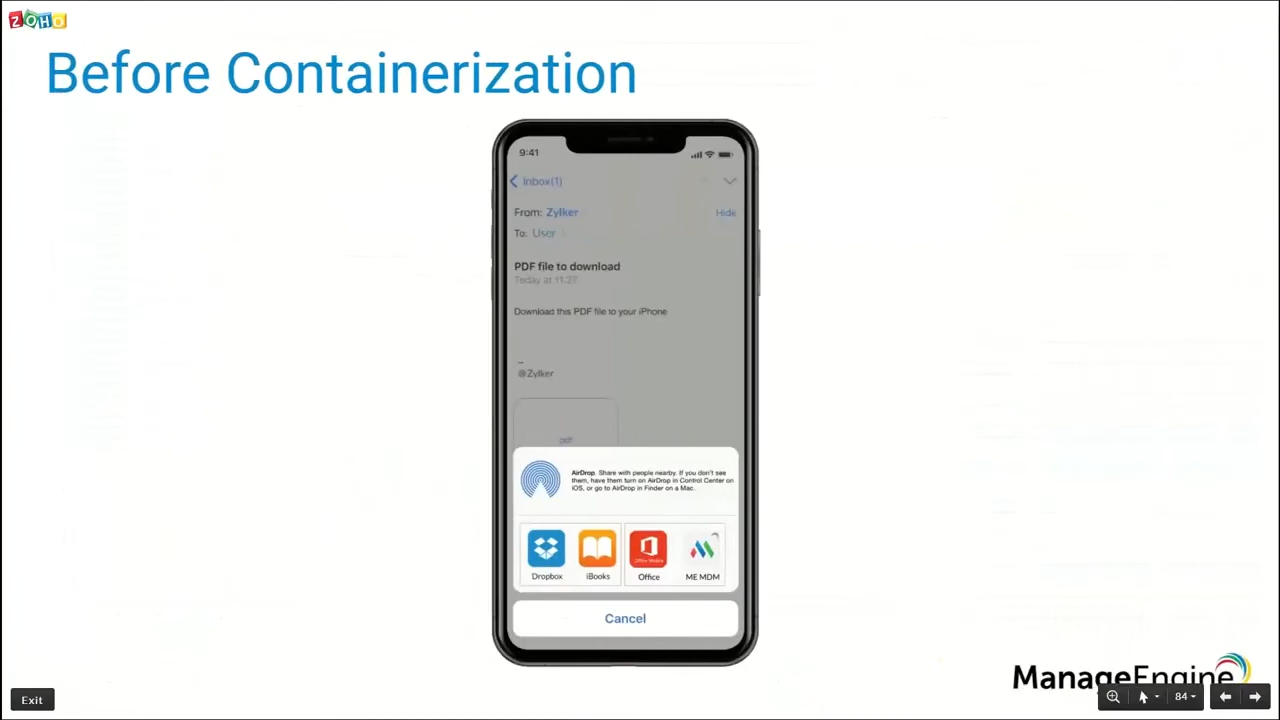 ZOHO
Before Containerization
9:41
Inbox(1)
From: Zylker
Hide
To: User
PDF file to download
Today at 11:27
Download this PDF file to your iPhone
--
@Zylker
pdf
AirDrop. Share with people nearby. If you don't see
them, have them turn on AirDrop in Control Center on
iOS, or go to AirDrop in Finder on a Mac.
Office Mobile
Dropbox
iBooks
Office
ME MDM
Cancel
ManageEngine
Exit
84